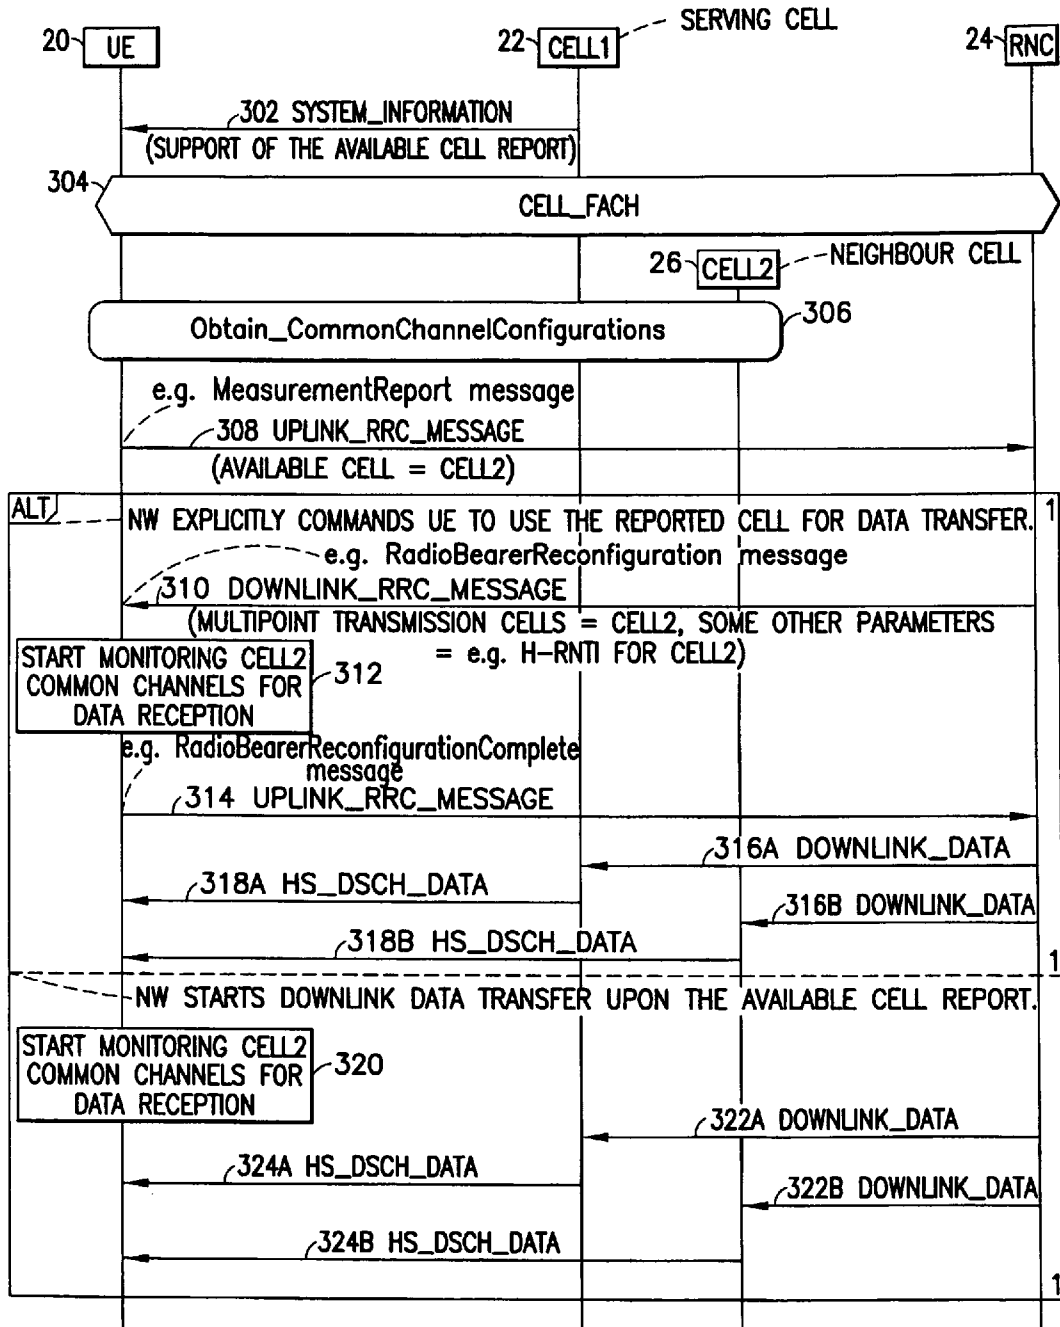 SERVING CELL
20 UE
22 CELL1
24 RNC
302 SYSTEM_INFORMATION
(SUPPORT OF THE AVAILABLE CELL REPORT)
304
CELL_FACH
26 CELL2
NEIGHBOUR CELL
Obtain_CommonChannelConfigurations
306
e.g. MeasurementReport message
308 UPLINK_RRC_MESSAGE
(AVAILABLE CELL = CELL2)
ALT
1
NW EXPLICITLY COMMANDS UE TO USE THE REPORTED CELL FOR DATA TRANSFER.
e.g. RadioBearerReconfiguration message
310 DOWNLINK_RRC_MESSAGE
(MULTIPOINT TRANSMISSION CELLS = CELL2, SOME OTHER PARAMETERS
= e.g. H-RNTI FOR CELL2)
START MONITORING CELL2
COMMON CHANNELS FOR
DATA RECEPTION
312
e.g. RadioBearerReconfigurationComplete
message
314 UPLINK_RRC_MESSAGE
316A DOWNLINK_DATA
318A HS_DSCH_DATA
316B DOWNLINK_DATA
318B HS_DSCH_DATA
1
NW STARTS DOWNLINK DATA TRANSFER UPON THE AVAILABLE CELL REPORT.
START MONITORING CELL2
COMMON CHANNELS FOR
DATA RECEPTION
320
322A DOWNLINK_DATA
324A HS_DSCH_DATA
322B DOWNLINK_DATA
324B HS_DSCH_DATA
1